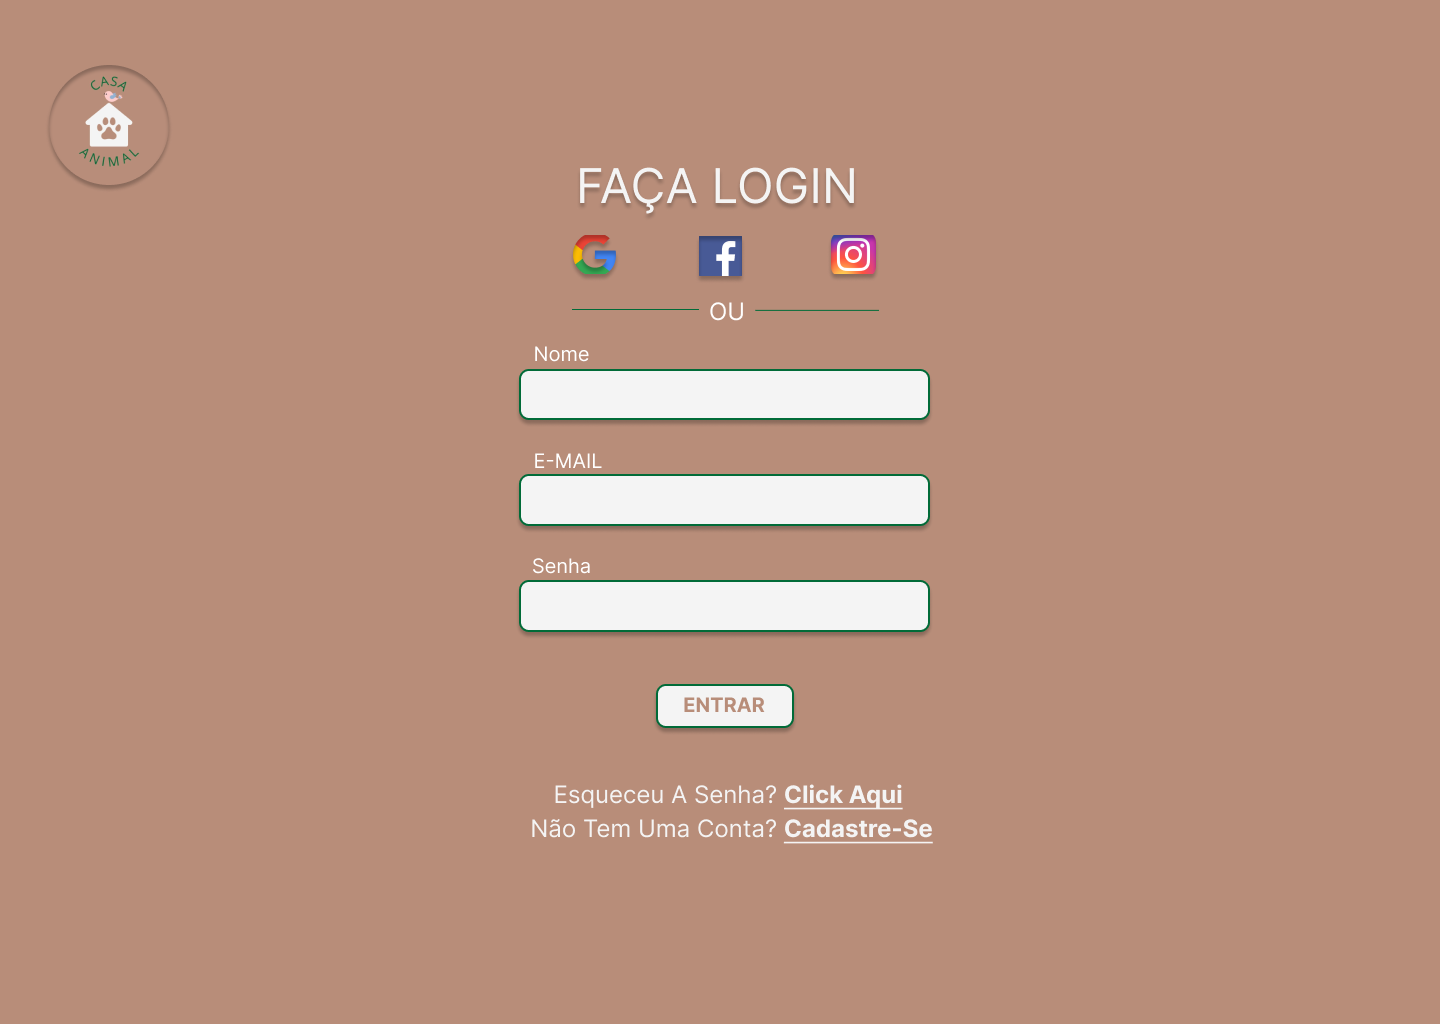 CASA
ANIMAL
FAÇA LOGIN
OU
Nome
E-MAIL
Senha
ENTRAR
Esqueceu A Senha? Click Aqui
Não Tem Uma Conta? Cadastre-Se